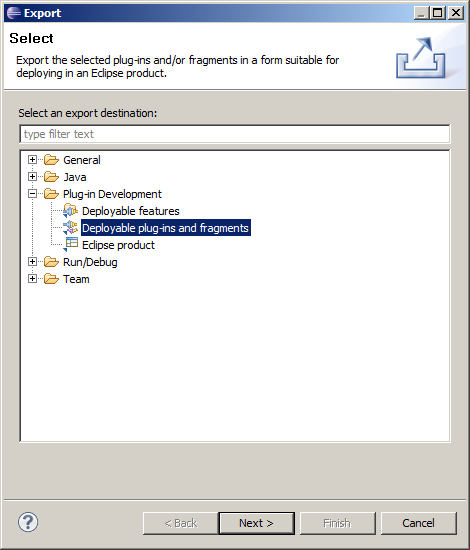 Export
Select
Export the selected plug-ins and/or fragments in a form suitable for
deploying in an Eclipse product.
Select an export destination:
type filter text
General
Java
Plug-in Development
Deployable features
Deployable plug-ins and fragments
Eclipse product
Run/Debug
Team
? < Back Next > Finish Cancel